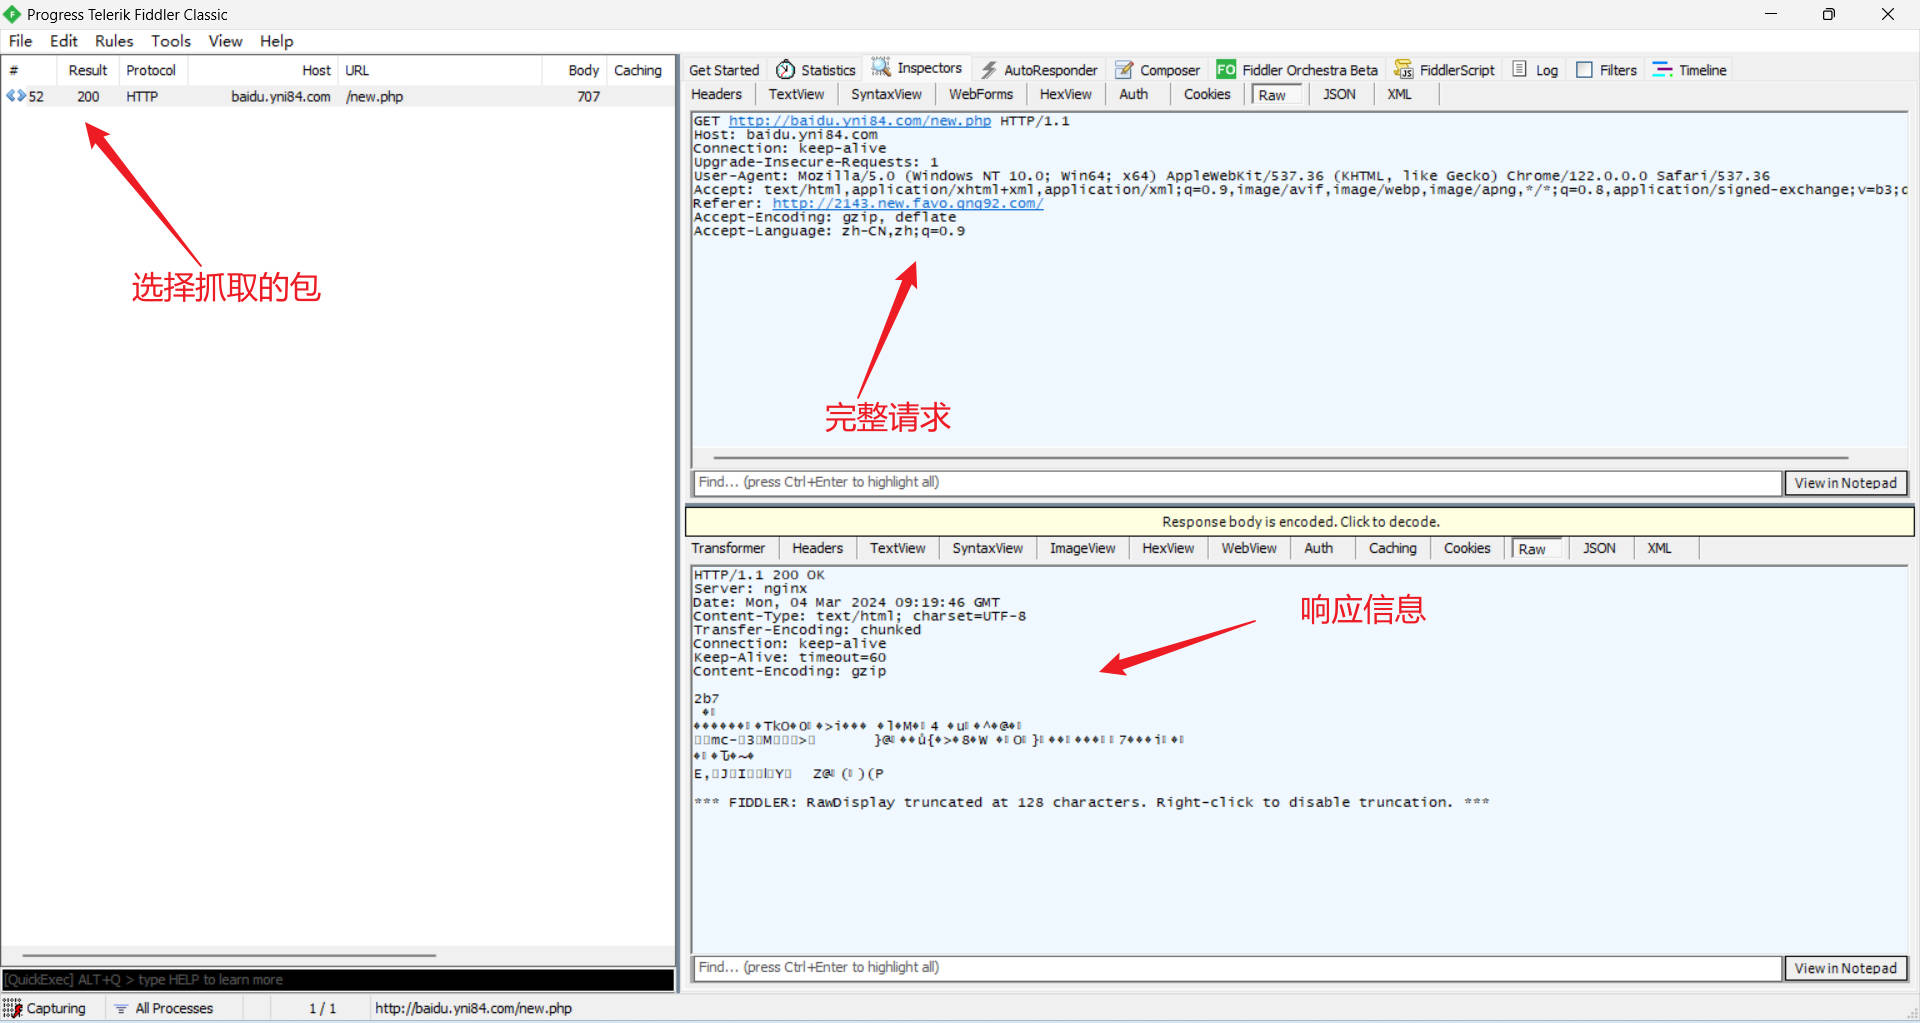 Progress Telerik Fiddler Classic
File Edit Rules Tools View Help
# Result Protocol Host URL Body Caching
52 200 HTTP baidu.yni84.com /new.php 707
选择抓取的包
Get Started Statistics Inspectors AutoResponder Composer FO Fiddler Orchestra Beta FiddlerScript Log Filters Timeline
Headers TextView SyntaxView WebForms HexView Auth Cookies Raw JSON XML
GET http://baidu.yni84.com/new.php HTTP/1.1
Host: baidu.yni84.com
Connection: keep-alive
Upgrade-Insecure-Requests: 1
User-Agent: Mozilla/5.0 (Windows NT 10.0; Win64; x64) AppleWebKit/537.36 (KHTML, like Gecko) Chrome/122.0.0.0 Safari/537.36
Accept: text/html,application/xhtml+xml,application/xml;q=0.9,image/avif,image/webp,image/apng,*/*;q=0.8,application/signed-exchange;v=b3;
Referer: http://2143.new.favo.qnq92.com/
Accept-Encoding: gzip, deflate
Accept-Language: zh-CN,zh;q=0.9
完整请求
Find... (press Ctrl+Enter to highlight all) View in Notepad
Response body is encoded. Click to decode.
Transformer Headers TextView SyntaxView ImageView HexView WebView Auth Caching Cookies Raw JSON XML
HTTP/1.1 200 OK
Server: nginx
Date: Mon, 04 Mar 2024 09:19:46 GMT
Content-Type: text/html; charset=UTF-8
Transfer-Encoding: chunked
Connection: keep-alive
Keep-Alive: timeout=60
Content-Encoding: gzip
响应信息
2b7
*** FIDDLER: RawDisplay truncated at 128 characters. Right-click to disable truncation. ***
Find... (press Ctrl+Enter to highlight all) View in Notepad
[QuickExec] ALT+Q > type HELP to learn more
Capturing All Processes 1 / 1 http://baidu.yni84.com/new.php